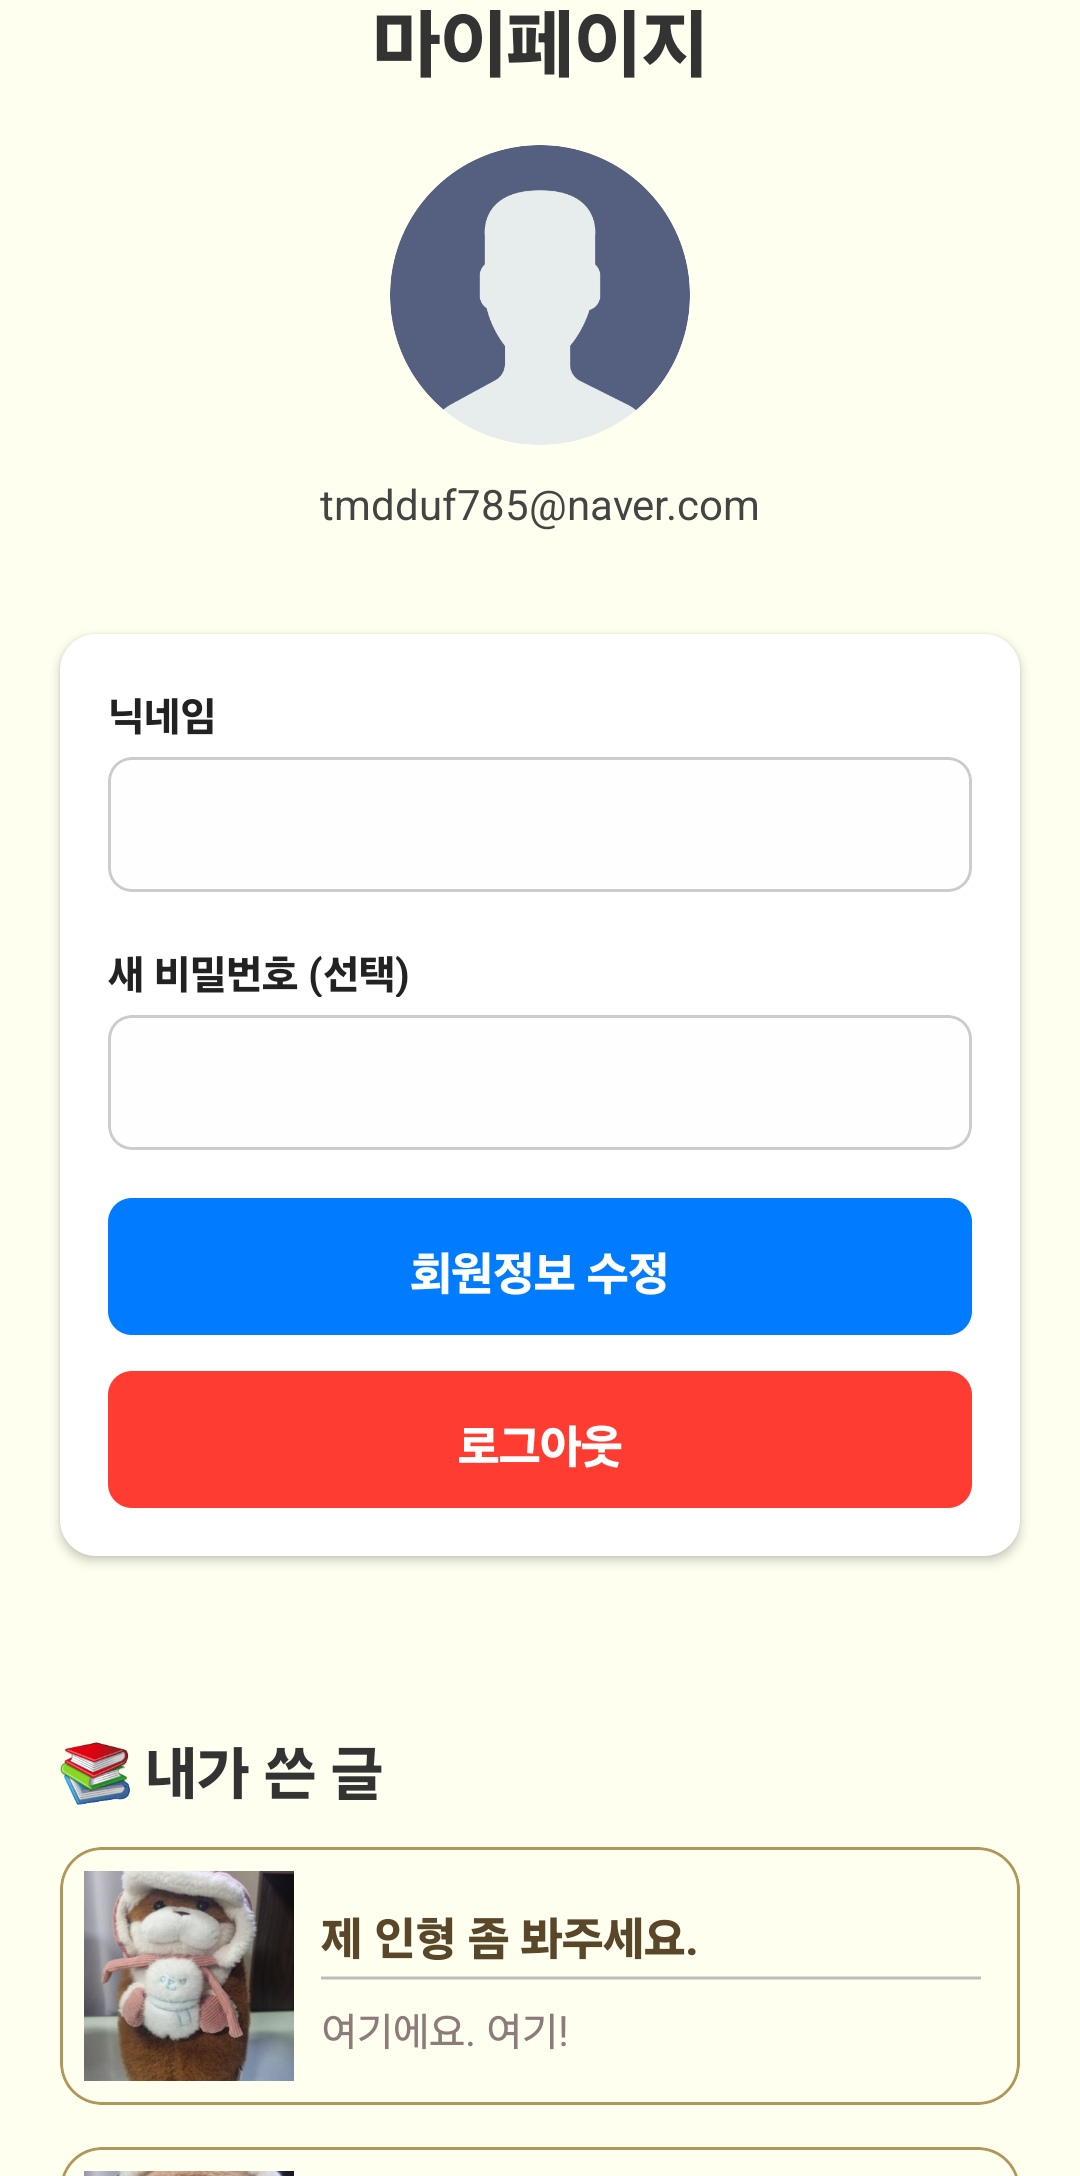 마이페이지
tmdduf785@naver.com
닉네임
새 비밀번호 (선택)
회원정보 수정
로그아웃
📚 내가 쓴 글
제 인형 좀 봐주세요.
여기에요. 여기!